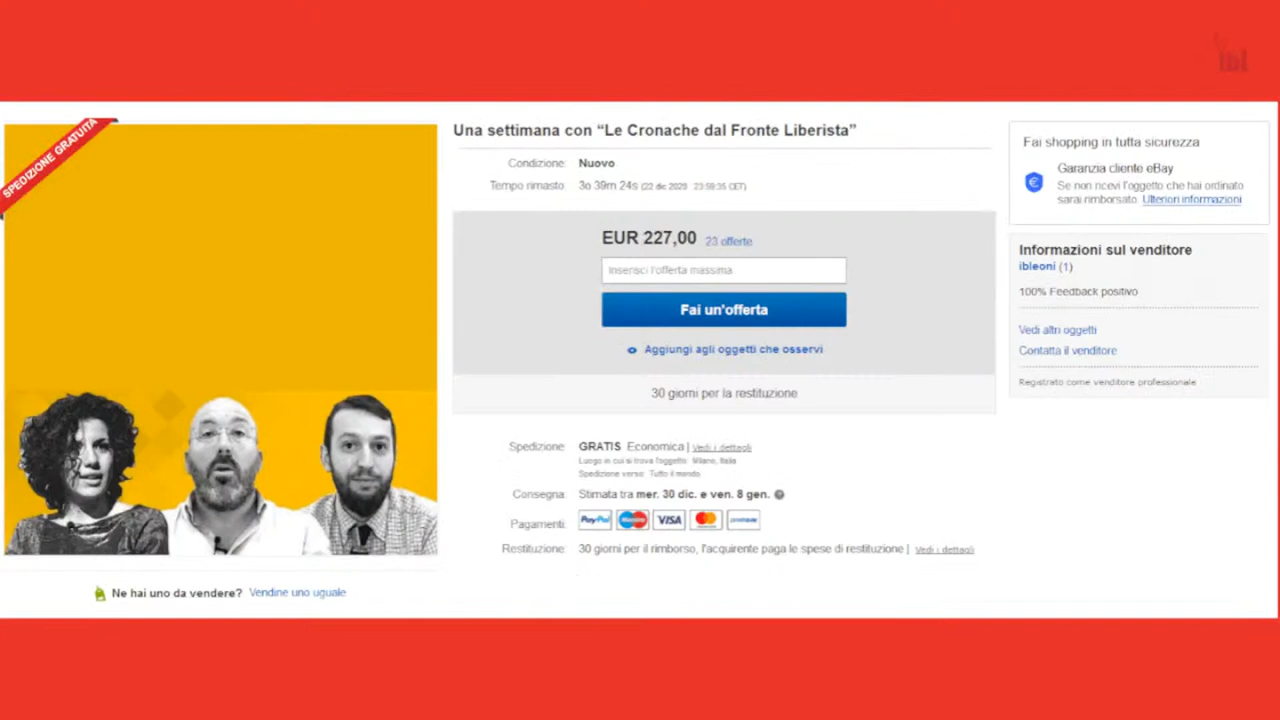 ibl
SPEDIZIONE GRATUITA
Una settimana con “Le Cronache dal Fronte Liberista”
Condizione: Nuovo
Tempo rimasto: 3o 39m 24s (22 dic 2020 23:59:35 CET)
EUR 227,00 23 offerte
Inserisci l'offerta massima
Fai un'offerta
Aggiungi agli oggetti che osservi
30 giorni per la restituzione
Spedizione: GRATIS Economica | Vedi i dettagli
Luogo in cui si trova l'oggetto: Milano, Italia
Spedizione verso: Tutto il mondo
Consegna: Stimata tra mer. 30 dic. e ven. 8 gen. ?
Pagamenti: PayPal Maestro VISA MasterCard postepay
Restituzione: 30 giorni per il rimborso, l'acquirente paga le spese di restituzione | Vedi i dettagli
Ne hai uno da vendere? Vendine uno uguale
Fai shopping in tutta sicurezza
€ Garanzia cliente eBay
Se non ricevi l'oggetto che hai ordinato
sarai rimborsato. Ulteriori informazioni
Informazioni sul venditore
ibleoni (1)
100% Feedback positivo
Vedi altri oggetti
Contatta il venditore
Registrato come venditore professionale